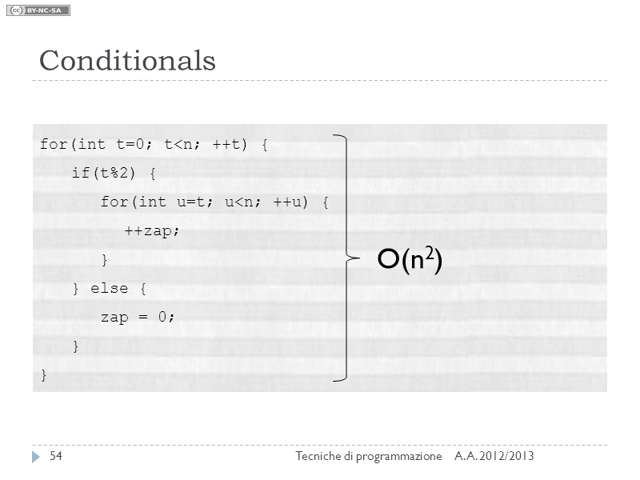 BY-NC-SA
Conditionals
for(int t=0; t<n; ++t) {
if(t%2) {
for(int u=t; u<n; ++u) {
++zap;
}
} else {
zap = 0;
}
}
O(n²)
54
Tecniche di programmazione A.A. 2012/2013